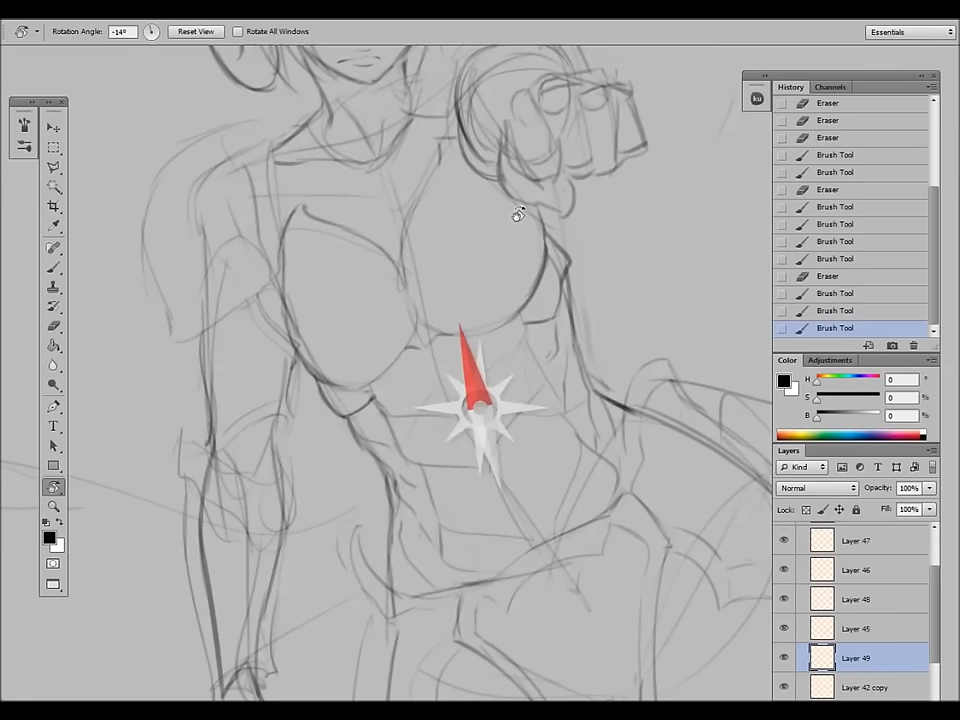 Rotation Angle: -14° Reset View Rotate All Windows Essentials
History Channels
ku
Eraser
Eraser
Eraser
Brush Tool
Brush Tool
Eraser
Brush Tool
Brush Tool
Brush Tool
Brush Tool
Eraser
Brush Tool
Brush Tool
Brush Tool
Color Adjustments
H 0 °
S 0 %
B 0 %
Layers
Kind
Normal Opacity: 100%
Lock: Fill: 100%
Layer 47
Layer 46
Layer 48
Layer 45
Layer 49
Layer 42 copy
T